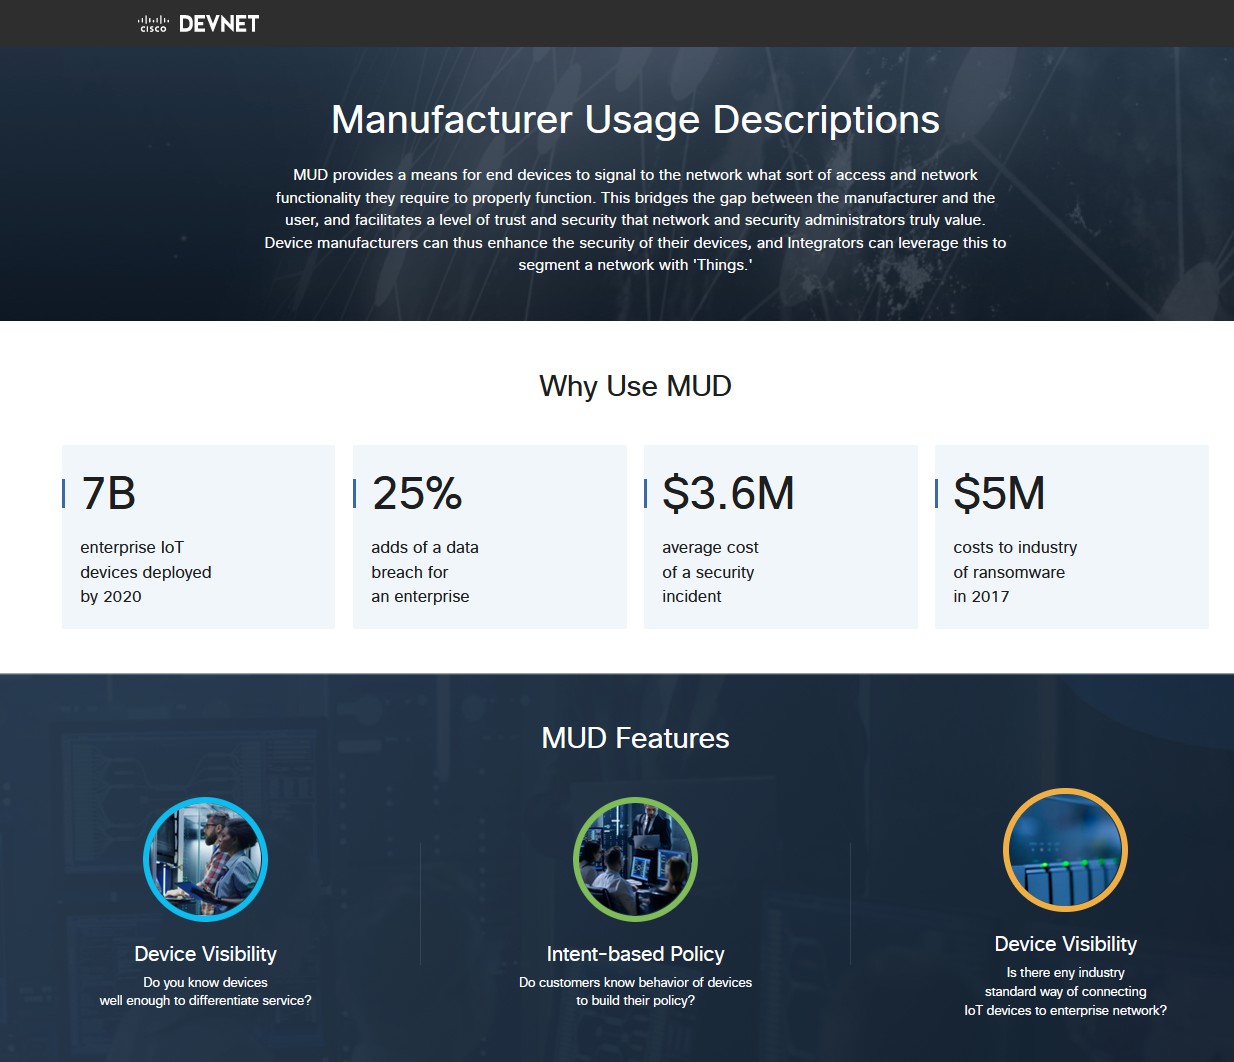 CISCO DEVNET
Manufacturer Usage Descriptions
MUD provides a means for end devices to signal to the network what sort of access and network
functionality they require to properly function. This bridges the gap between the manufacturer and the
user, and facilitates a level of trust and security that network and security administrators truly value.
Device manufacturers can thus enhance the security of their devices, and Integrators can leverage this to
segment a network with 'Things.'
Why Use MUD
7B
enterprise IoT
devices deployed
by 2020
25%
adds of a data
breach for
an enterprise
$3.6M
average cost
of a security
incident
$5M
costs to industry
of ransomware
in 2017
MUD Features
Device Visibility
Do you know devices
well enough to differentiate service?
Intent-based Policy
Do customers know behavior of devices
to build their policy?
Device Visibility
Is there eny industry
standard way of connecting
IoT devices to enterprise network?